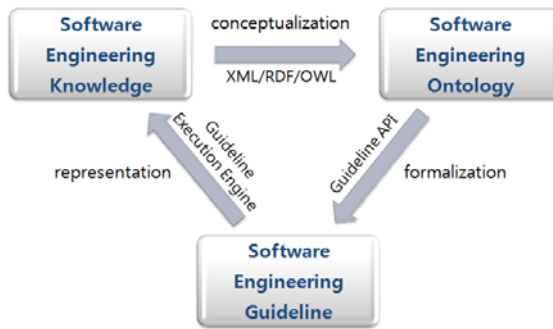 Software
Engineering
Knowledge
conceptualization
XML/RDF/OWL
Software
Engineering
Ontology
representation
Guideline
Execution Engine
Guideline API
formalization
Software
Engineering
Guideline